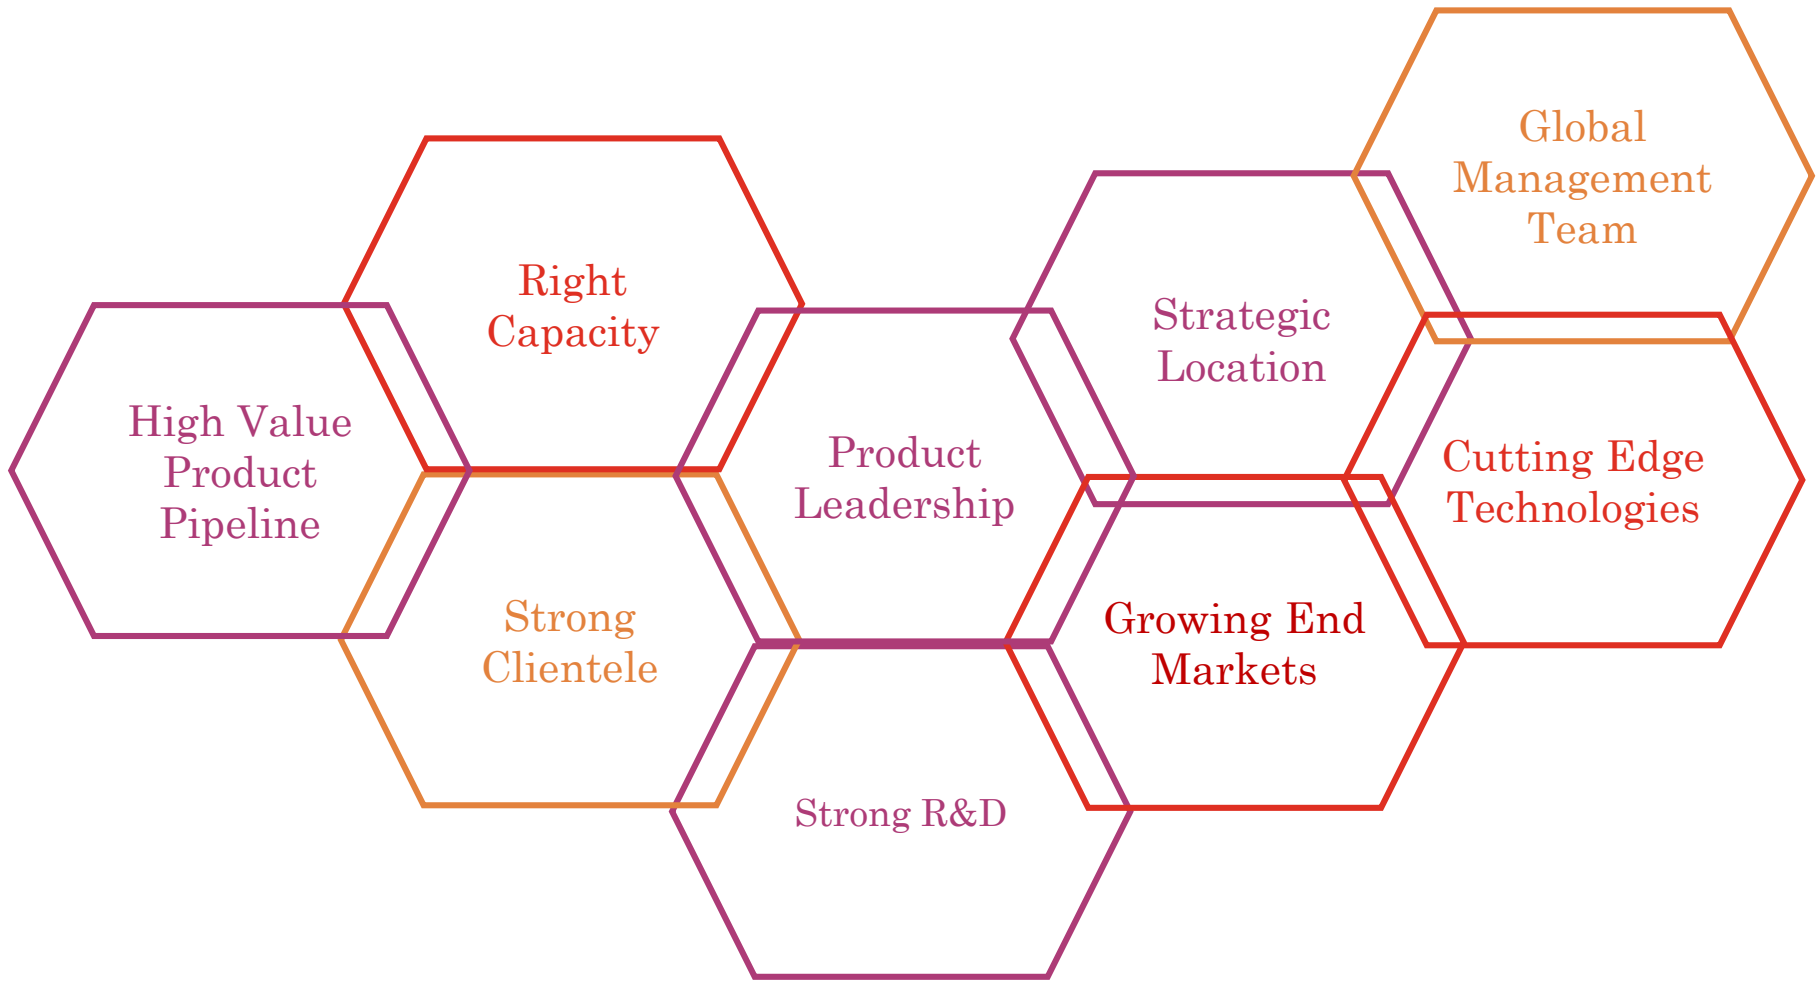 High Value
Product
Pipeline
Right
Capacity
Strong
Clientele
Product
Leadership
Strong R&D
Strategic
Location
Growing End
Markets
Global
Management
Team
Cutting Edge
Technologies